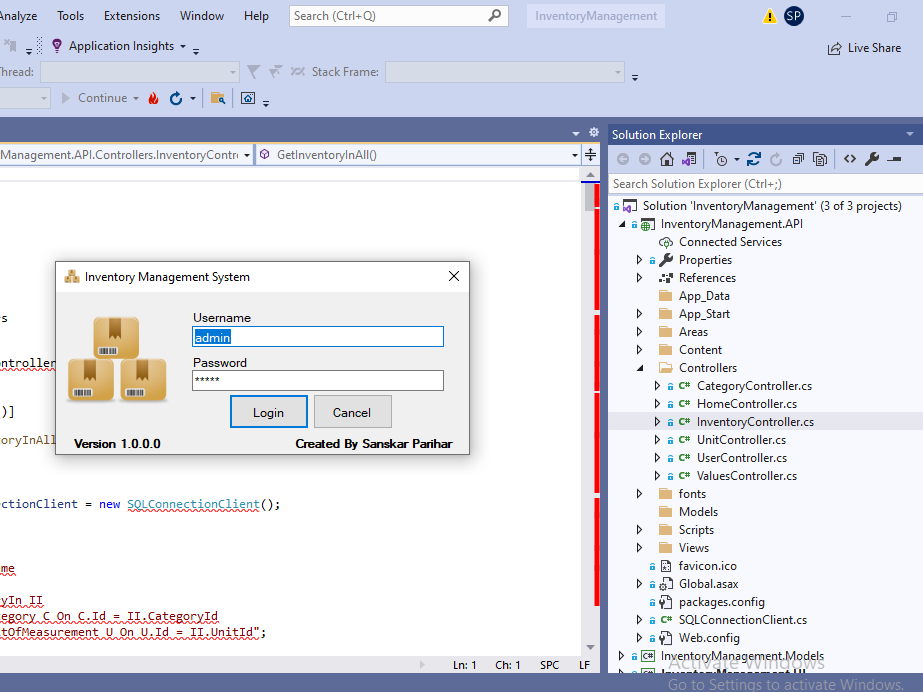 Analyze Tools Extensions Window Help Search (Ctrl+Q) InventoryManagement SP
Application Insights Live Share
Thread: Stack Frame:
Continue
Management.API.Controllers.InventoryContr GetInventoryInAll()
s
ontroller
)]
oryInAll
ectionClient = new SQLConnectionClient();
me
ryIn II
egory C On C.Id = II.CategoryId
itOfMeasurement U On U.Id = II.UnitId";
Ln: 1 Ch: 1 SPC LF
Inventory Management System
Username
admin
Password
*****
Login Cancel
Version 1.0.0.0 Created By Sanskar Parihar
Solution Explorer
Search Solution Explorer (Ctrl+;)
Solution 'InventoryManagement' (3 of 3 projects)
InventoryManagement.API
Connected Services
Properties
References
App_Data
App_Start
Areas
Content
Controllers
C# CategoryController.cs
C# HomeController.cs
C# InventoryController.cs
C# UnitController.cs
C# UserController.cs
C# ValuesController.cs
fonts
Models
Scripts
Views
favicon.ico
Global.asax
packages.config
C# SQLConnectionClient.cs
Web.config
C# InventoryManagement.Models
InventoryManagement.UI
Activate Windows
Go to Settings to activate Windows.